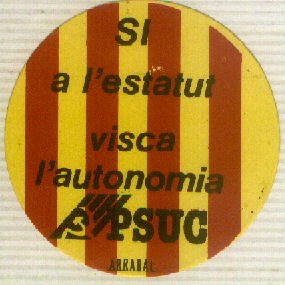 SI
a l'estatut
visca
l'autonomia
PSUC
ARRABAL